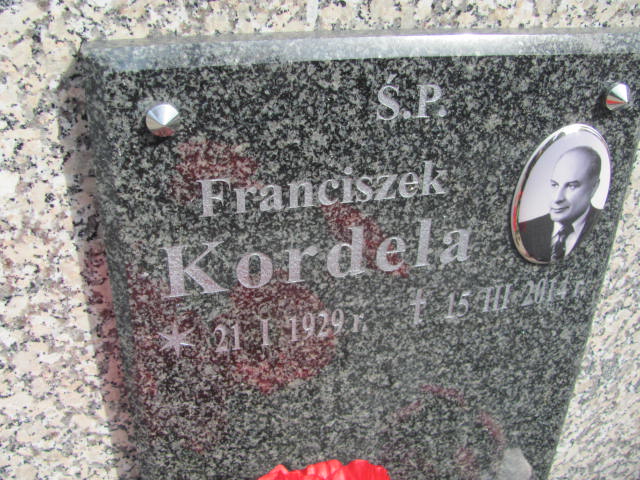 Ś.P.
Franciszek
Kordela
* 21 I 1929 r. † 15 III 2014 r.